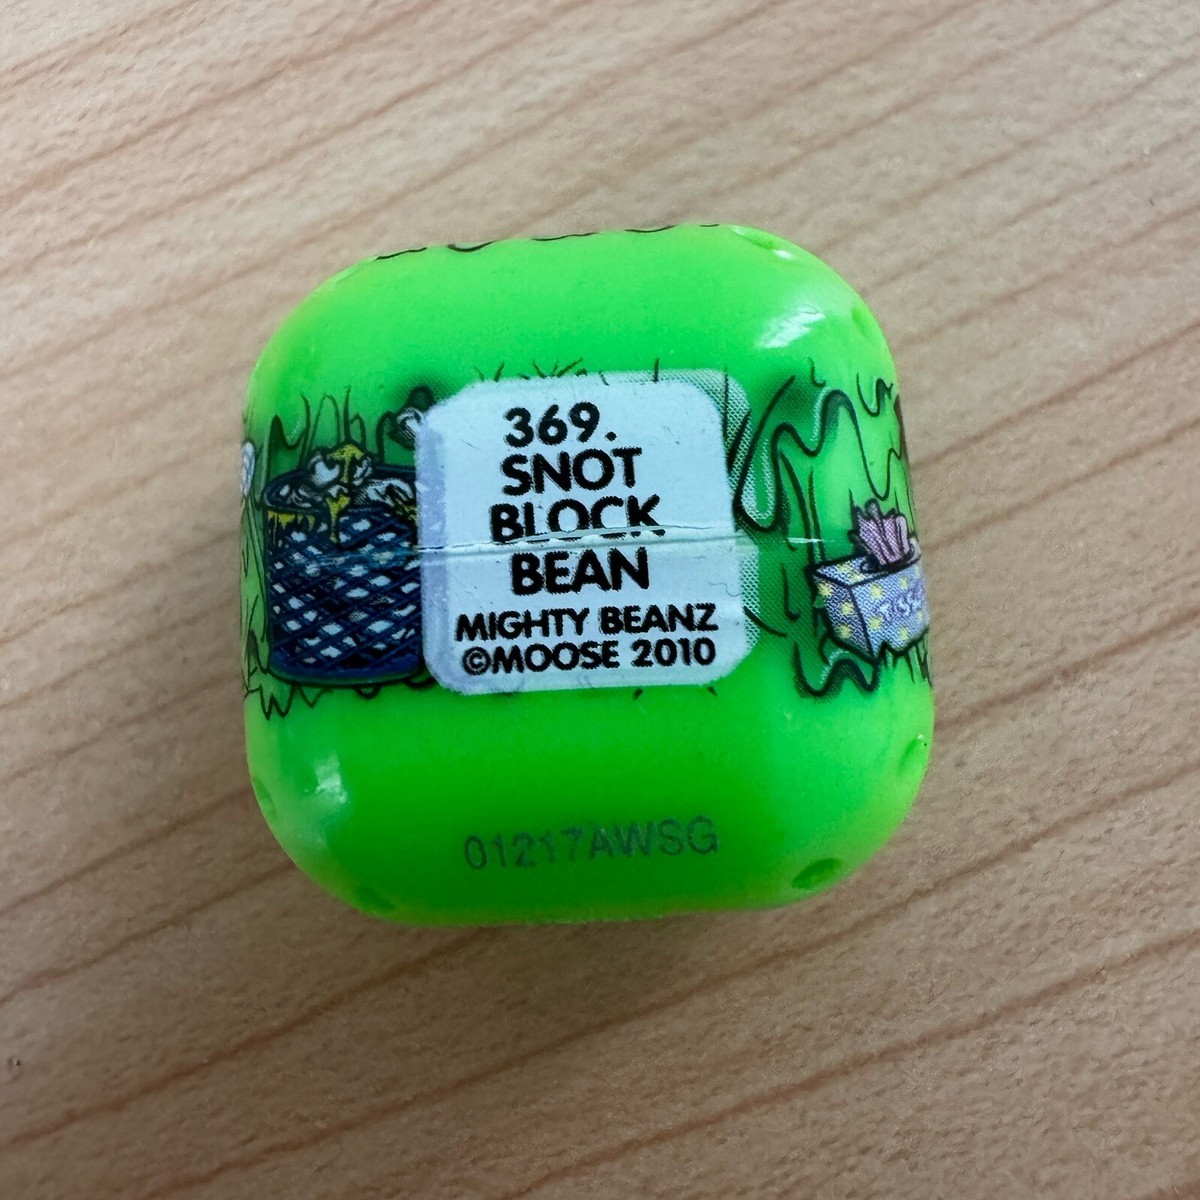 369.
SNOT
BLOCK
BEAN
MIGHTY BEANZ
©MOOSE 2010
01217AWSG